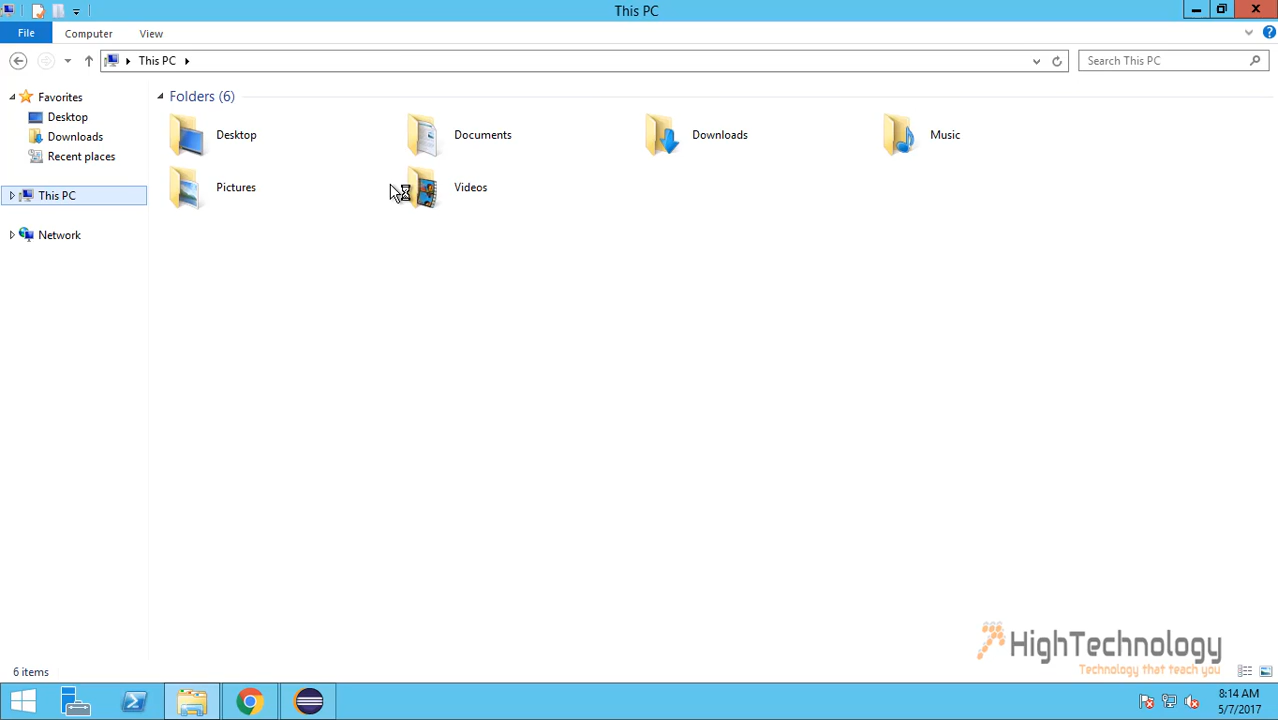 This PC
File Computer View
This PC
Search This PC
Favorites
Desktop
Downloads
Recent places
This PC
Network
Folders (6)
Desktop
Documents
Downloads
Music
Pictures
Videos
HighTechnology
Technology that teach you
6 items
8:14 AM
5/7/2017